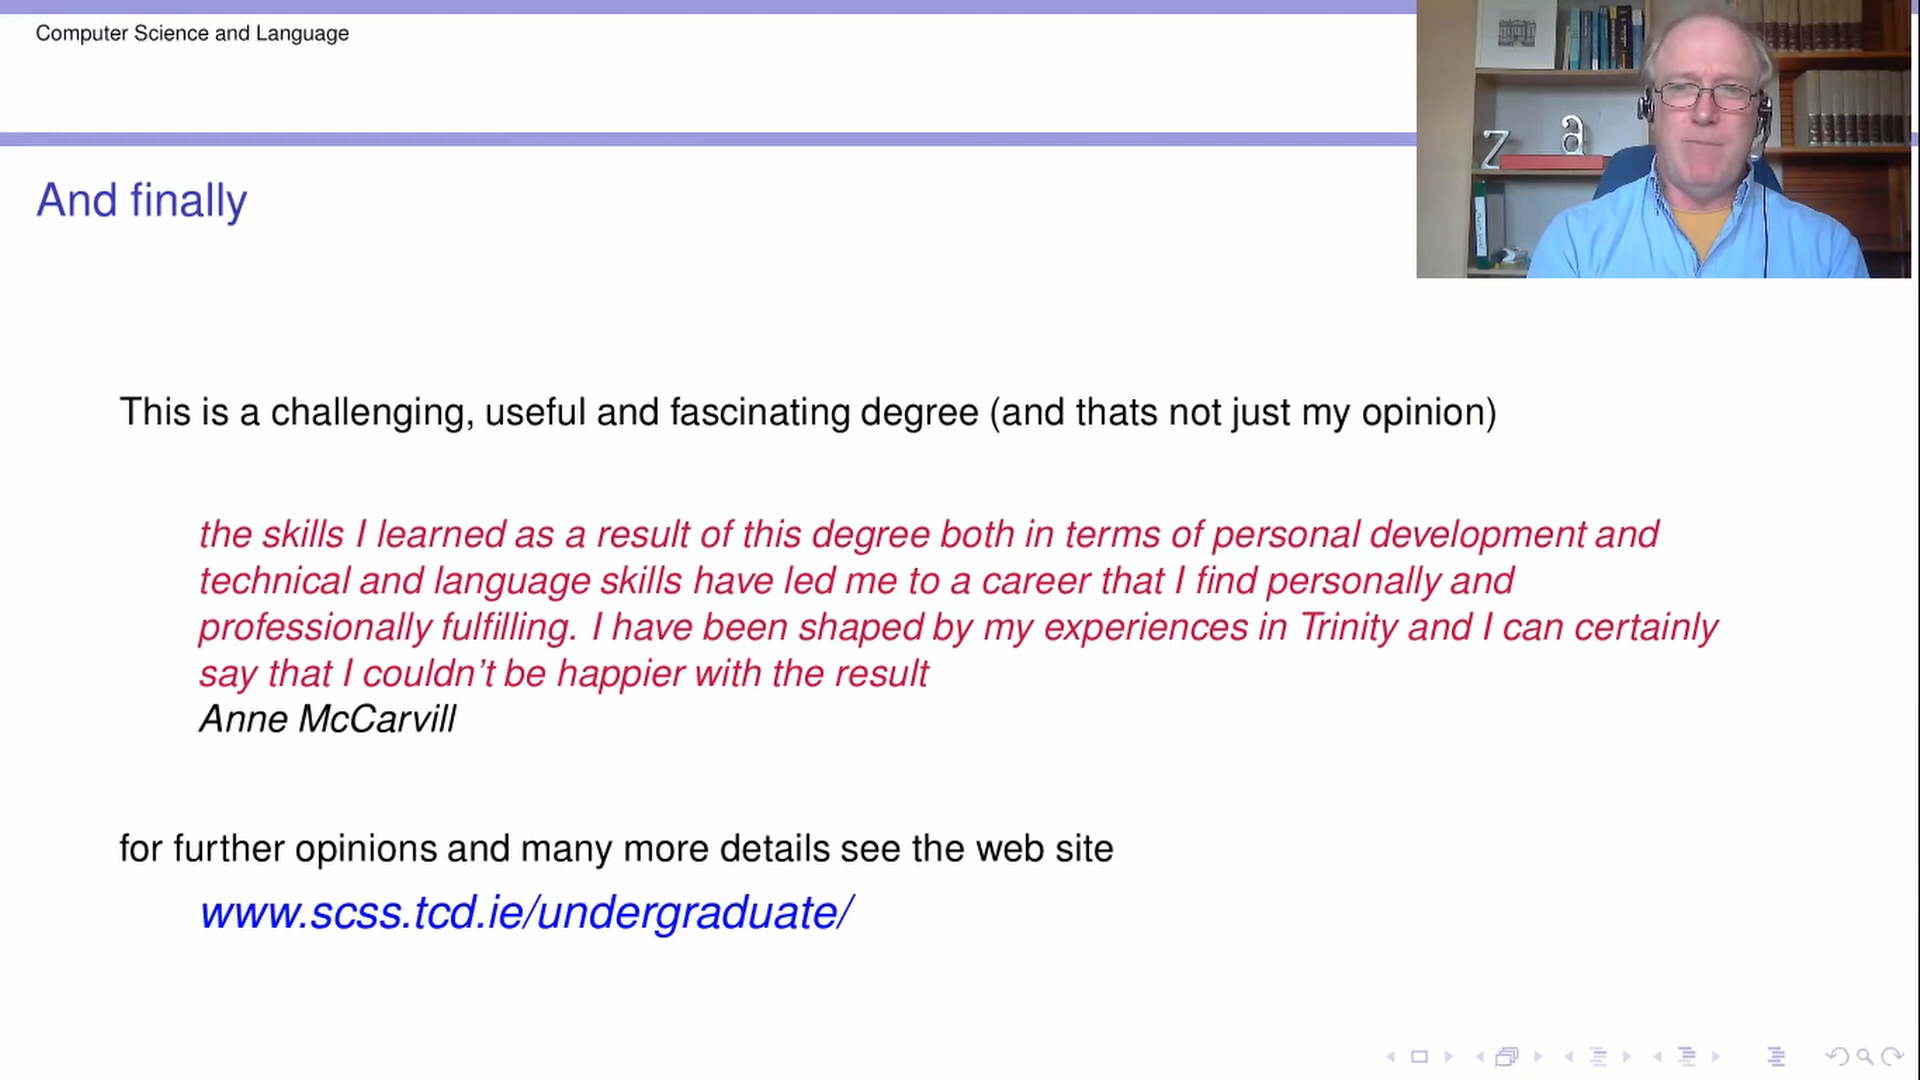 Computer Science and Language
And finally
This is a challenging, useful and fascinating degree (and thats not just my opinion)
the skills I learned as a result of this degree both in terms of personal development and
technical and language skills have led me to a career that I find personally and
professionally fulfilling. I have been shaped by my experiences in Trinity and I can certainly
say that I couldn't be happier with the result
Anne McCarvill
for further opinions and many more details see the web site
www.scss.tcd.ie/undergraduate/
z a